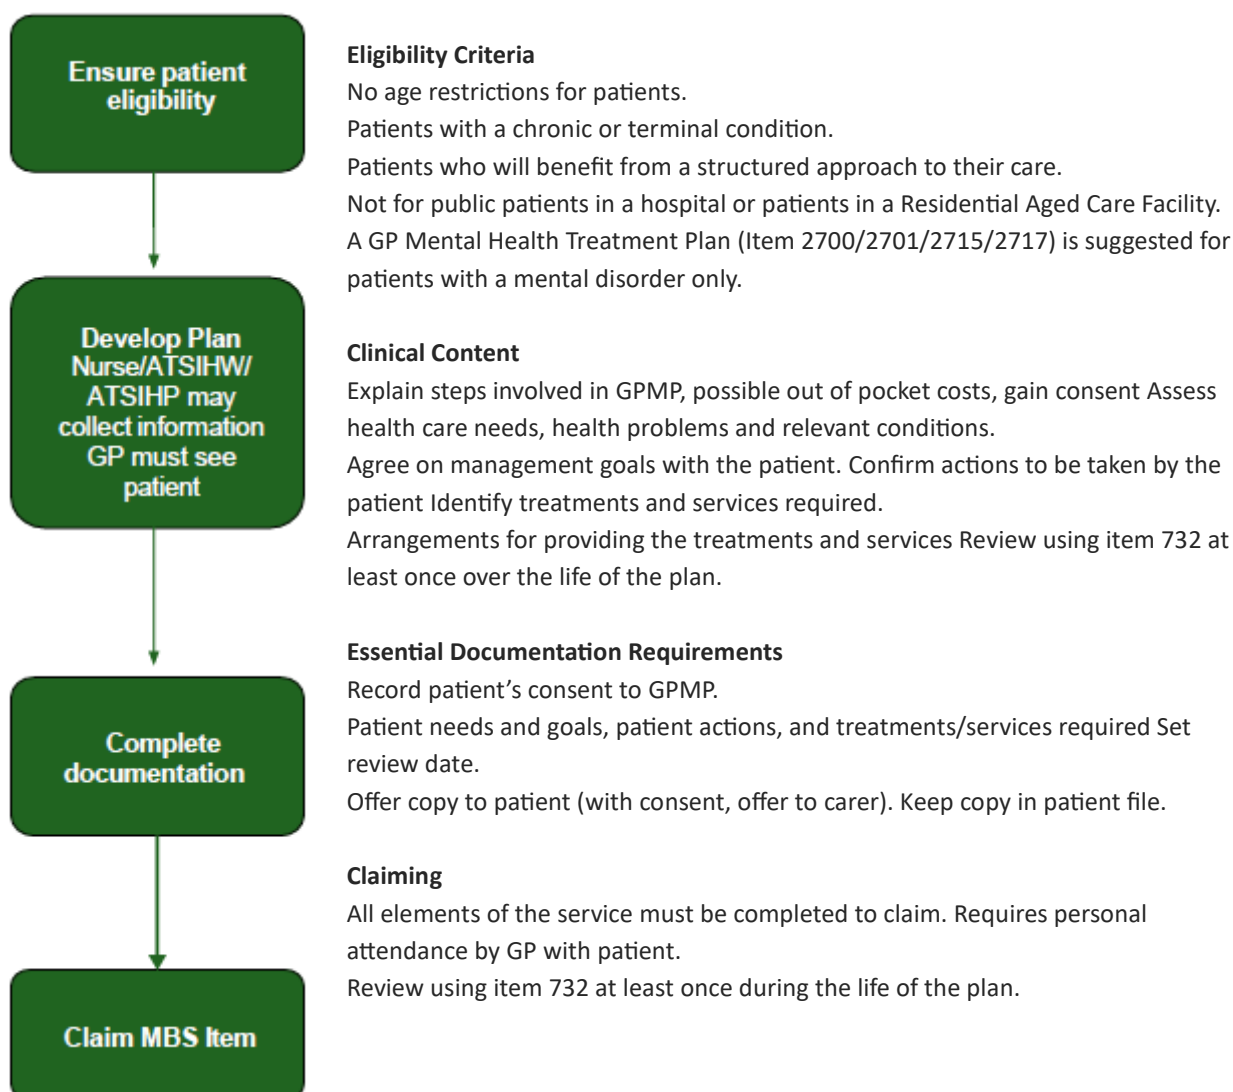 Ensure patient
eligibility
Eligibility Criteria
No age restrictions for patients.
Patients with a chronic or terminal condition.
Patients who will benefit from a structured approach to their care.
Not for public patients in a hospital or patients in a Residential Aged Care Facility.
A GP Mental Health Treatment Plan (Item 2700/2701/2715/2717) is suggested for
patients with a mental disorder only.
Develop Plan
Nurse/ATSIHW/
ATSIHP may
collect information
GP must see
patient
Clinical Content
Explain steps involved in GPMP, possible out of pocket costs, gain consent Assess
health care needs, health problems and relevant conditions.
Agree on management goals with the patient. Confirm actions to be taken by the
patient Identify treatments and services required.
Arrangements for providing the treatments and services Review using item 732 at
least once over the life of the plan.
Complete
documentation
Essential Documentation Requirements
Record patient’s consent to GPMP.
Patient needs and goals, patient actions, and treatments/services required Set
review date.
Offer copy to patient (with consent, offer to carer). Keep copy in patient file.
Claim MBS Item
Claiming
All elements of the service must be completed to claim. Requires personal
attendance by GP with patient.
Review using item 732 at least once during the life of the plan.